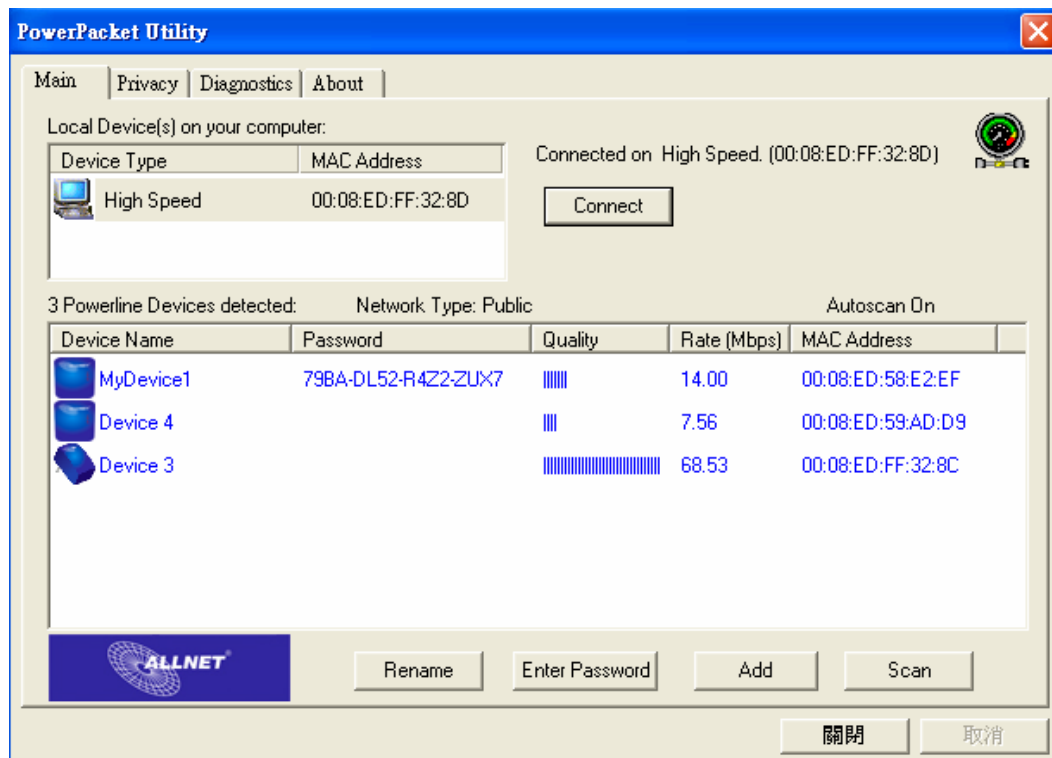 PowerPacket Utility
Main Privacy Diagnostics About
Local Device(s) on your computer:
Device Type MAC Address
High Speed 00:08:ED:FF:32:8D
Connected on High Speed. (00:08:ED:FF:32:8D)
Connect
3 Powerline Devices detected: Network Type: Public Autoscan On
Device Name Password Quality Rate (Mbps) MAC Address
MyDevice1 79BA-DL52-R4Z2-ZUX7 14.00 00:08:ED:58:E2:EF
Device 4 7.56 00:08:ED:59:AD:D9
Device 3 68.53 00:08:ED:FF:32:8C
ALLNET®
Rename Enter Password Add Scan
關閉 取消